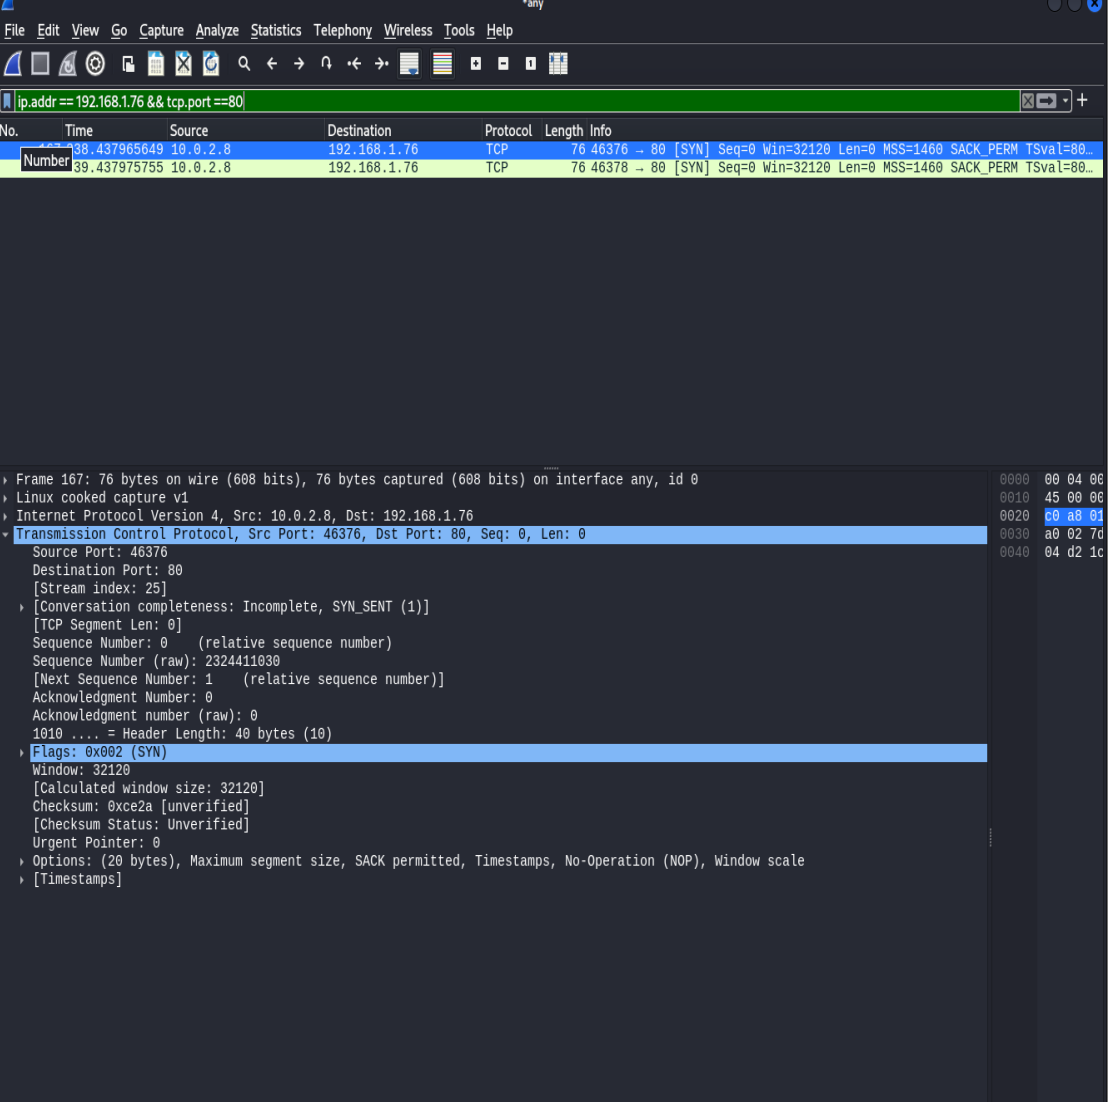 *any
File Edit View Go Capture Analyze Statistics Telephony Wireless Tools Help
ip.addr == 192.168.1.76 && tcp.port ==80
No. Time Source Destination Protocol Length Info
38.437965649 10.0.2.8 192.168.1.76 TCP 76 46376 → 80 [SYN] Seq=0 Win=32120 Len=0 MSS=1460 SACK_PERM TSval=80…
Number
39.437975755 10.0.2.8 192.168.1.76 TCP 76 46378 → 80 [SYN] Seq=0 Win=32120 Len=0 MSS=1460 SACK_PERM TSval=80…
Frame 167: 76 bytes on wire (608 bits), 76 bytes captured (608 bits) on interface any, id 0
Linux cooked capture v1
Internet Protocol Version 4, Src: 10.0.2.8, Dst: 192.168.1.76
Transmission Control Protocol, Src Port: 46376, Dst Port: 80, Seq: 0, Len: 0
Source Port: 46376
Destination Port: 80
[Stream index: 25]
[Conversation completeness: Incomplete, SYN_SENT (1)]
[TCP Segment Len: 0]
Sequence Number: 0 (relative sequence number)
Sequence Number (raw): 2324411030
[Next Sequence Number: 1 (relative sequence number)]
Acknowledgment Number: 0
Acknowledgment number (raw): 0
1010 .... = Header Length: 40 bytes (10)
Flags: 0x002 (SYN)
Window: 32120
[Calculated window size: 32120]
Checksum: 0xce2a [unverified]
[Checksum Status: Unverified]
Urgent Pointer: 0
Options: (20 bytes), Maximum segment size, SACK permitted, Timestamps, No-Operation (NOP), Window scale
[Timestamps]
0000 00 04 00
0010 45 00 00
0020 c0 a8 01
0030 a0 02 7d
0040 04 d2 1c